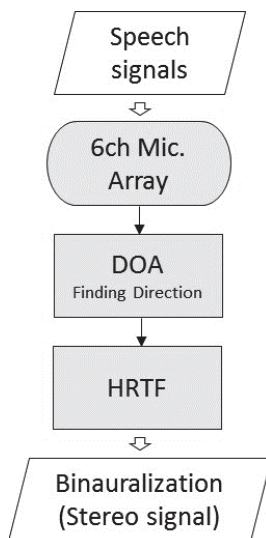 Speech
signals
6ch Mic.
Array
DOA
Finding Direction
HRTF
Binauralization
(Stereo signal)